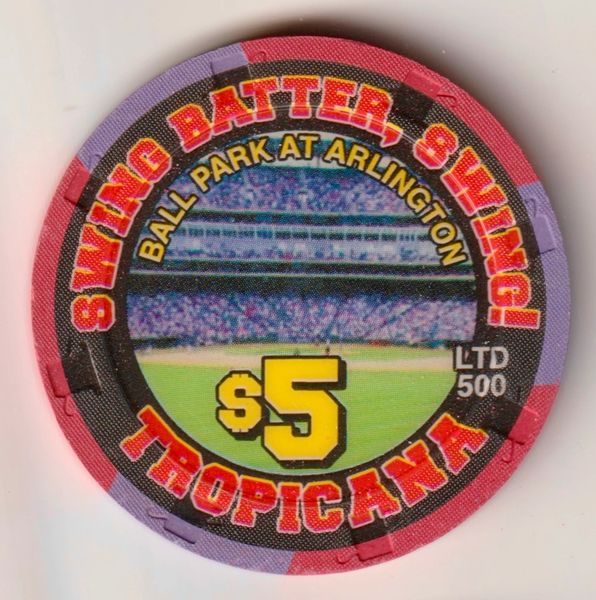 SWING BATTER, SWING!
BALL PARK AT ARLINGTON
$5
LTD
500
TROPICANA